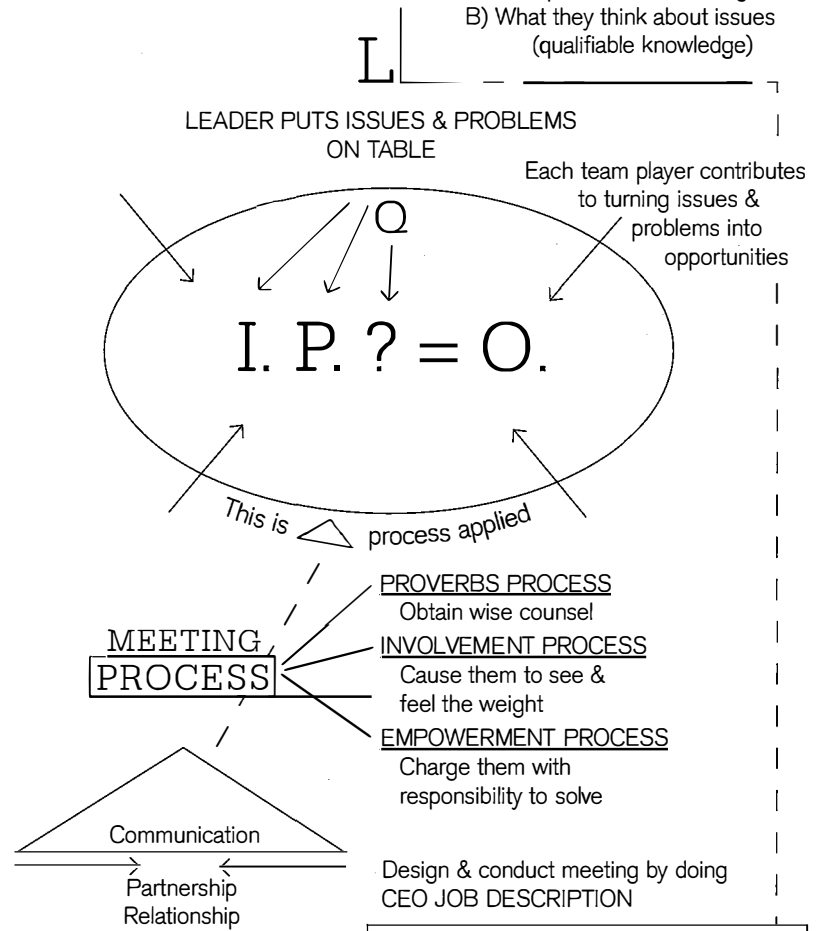 B) What they think about issues
(qualifiable knowledge)
L
LEADER PUTS ISSUES & PROBLEMS
ON TABLE
Each team player contributes
to turning issues &
problems into
opportunities
Q
I. P. ? = O.
This is
process applied
PROVERBS PROCESS
Obtain wise counsel
MEETING
PROCESS
INVOLVEMENT PROCESS
Cause them to see &
feel the weight
EMPOWERMENT PROCESS
Charge them with
responsibility to solve
Communication
Partnership
Relationship
Design & conduct meeting by doing
CEO JOB DESCRIPTION